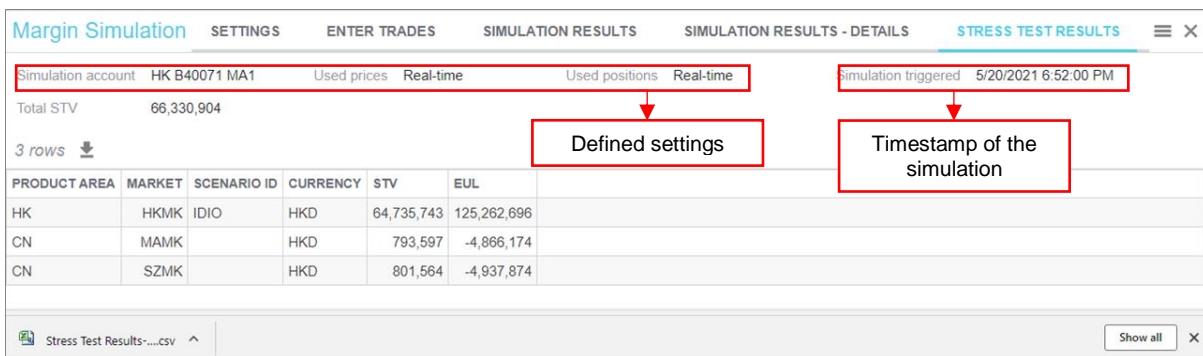 Margin Simulation SETTINGS ENTER TRADES SIMULATION RESULTS SIMULATION RESULTS - DETAILS STRESS TEST RESULTS
Simulation account HK B40071 MA1 Used prices Real-time Used positions Real-time Simulation triggered 5/20/2021 6:52:00 PM
Total STV 66,330,904
Defined settings
Timestamp of the
simulation
3 rows
PRODUCT AREA MARKET SCENARIO ID CURRENCY STV EUL
HK HKMK IDIO HKD 64,735,743 125,262,696
CN MAMK HKD 793,597 -4,866,174
CN SZMK HKD 801,564 -4,937,874
Stress Test Results-....csv Show all